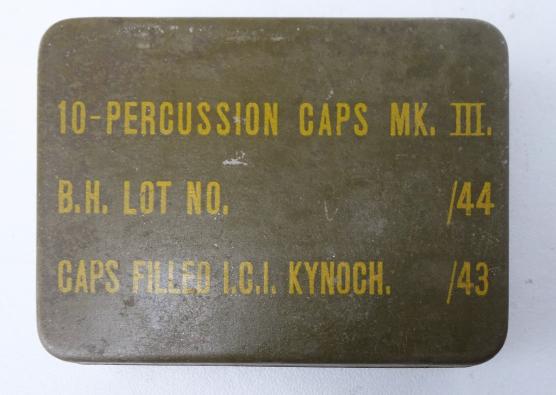 10-PERCUSSION CAPS MK. III.
B.H. LOT NO. /44
CAPS FILLED I.C.I. KYNOCH. /43